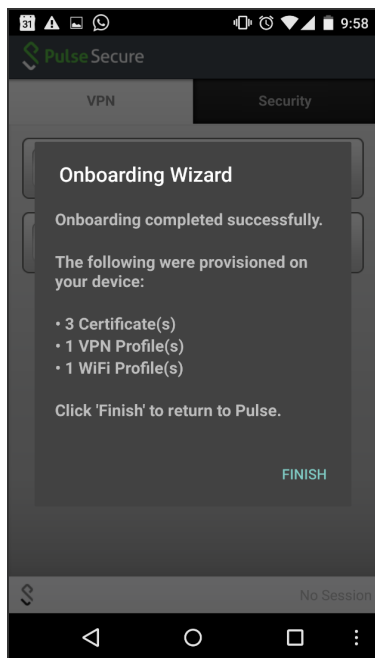 31
9:58
Pulse Secure
VPN
Security
Onboarding Wizard
Onboarding completed successfully.
The following were provisioned on
your device:
• 3 Certificate(s)
• 1 VPN Profile(s)
• 1 WiFi Profile(s)
Click 'Finish' to return to Pulse.
FINISH
No Session